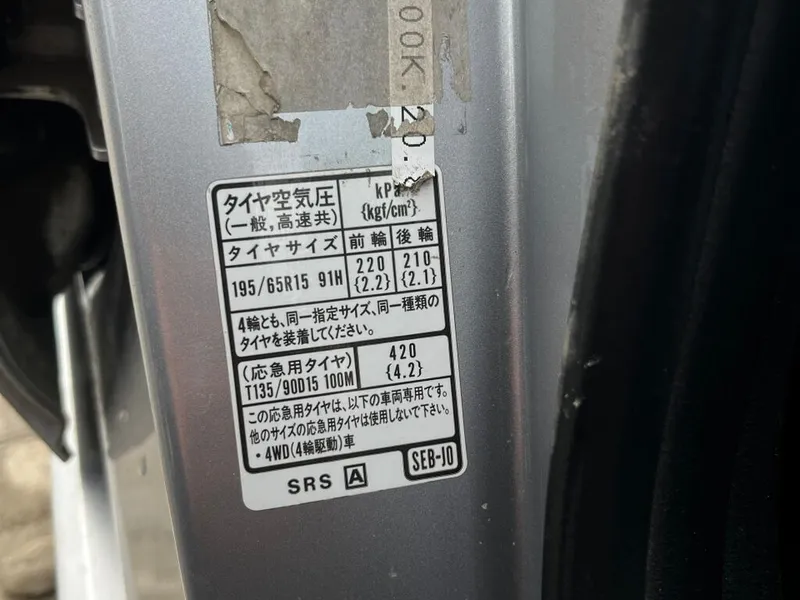 00K.20.
タイヤ空気圧
(一般,高速共)
kPa
{kgf/cm²}
タイヤサイズ 前輪 後輪
195/65R15 91H 220 {2.2} 210 {2.1}
4輪とも、同一指定サイズ、同一種類の
タイヤを装着してください。
(応急用タイヤ)
T135/90D15 100M
420
{4.2}
この応急用タイヤは、以下の車両専用です。
他のサイズの応急用タイヤは使用しないで下さい。
・4WD(4輪駆動)車
SEB-J0
SRS A